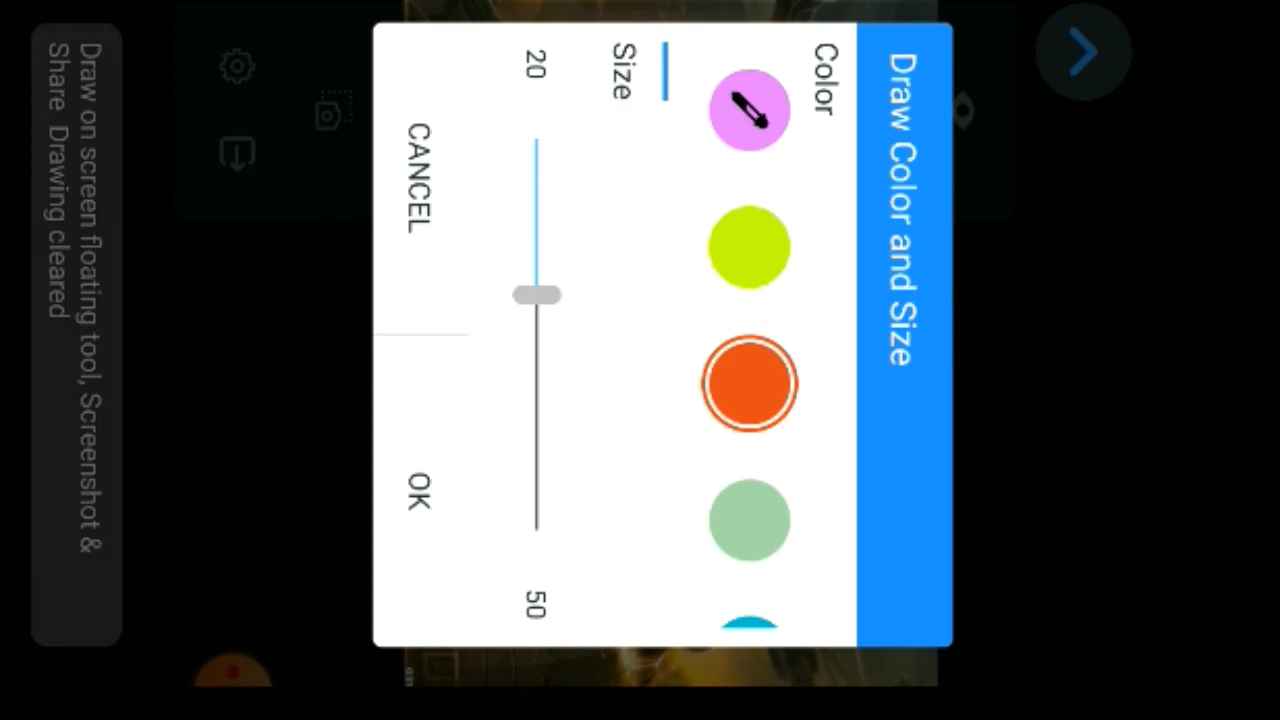 Draw Color and Size
Color
Size
20 50
CANCEL OK
Draw on screen floating tool, Screenshot &
Share Drawing cleared